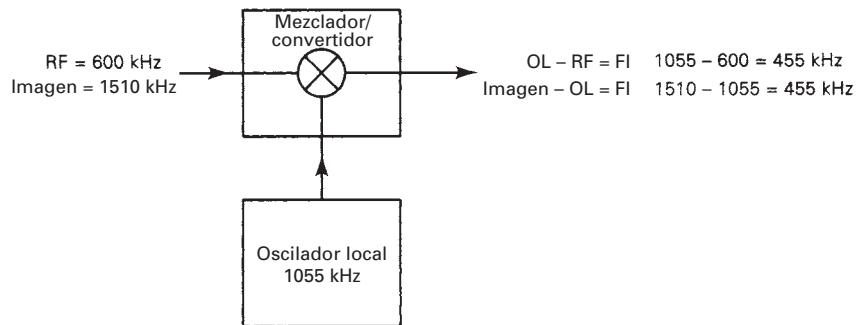 Mezclador/
convertidor
RF = 600 kHz
Imagen = 1510 kHz
OL – RF = FI 1055 – 600 = 455 kHz
Imagen – OL = FI 1510 – 1055 = 455 kHz
Oscilador local
1055 kHz